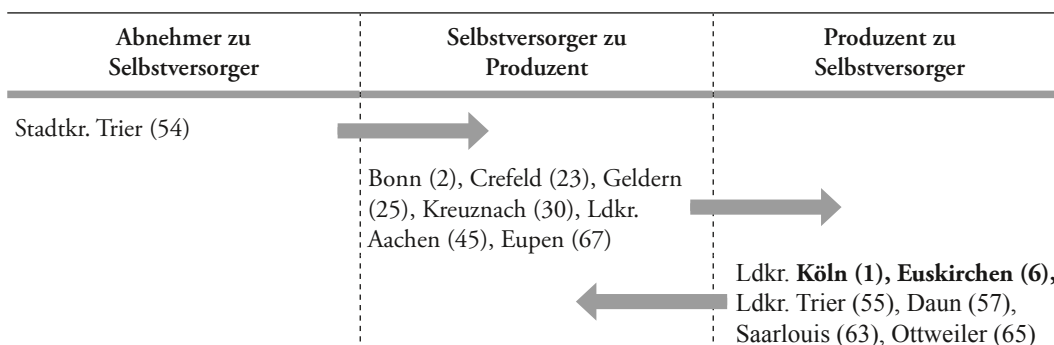 Abnehmer zu
Selbstversorger
Selbstversorger zu
Produzent
Produzent zu
Selbstversorger
Stadtkr. Trier (54)
Bonn (2), Crefeld (23), Geldern
(25), Kreuznach (30), Ldkr.
Aachen (45), Eupen (67)
Ldkr. Köln (1), Euskirchen (6),
Ldkr. Trier (55), Daun (57),
Saarlouis (63), Ottweiler (65)